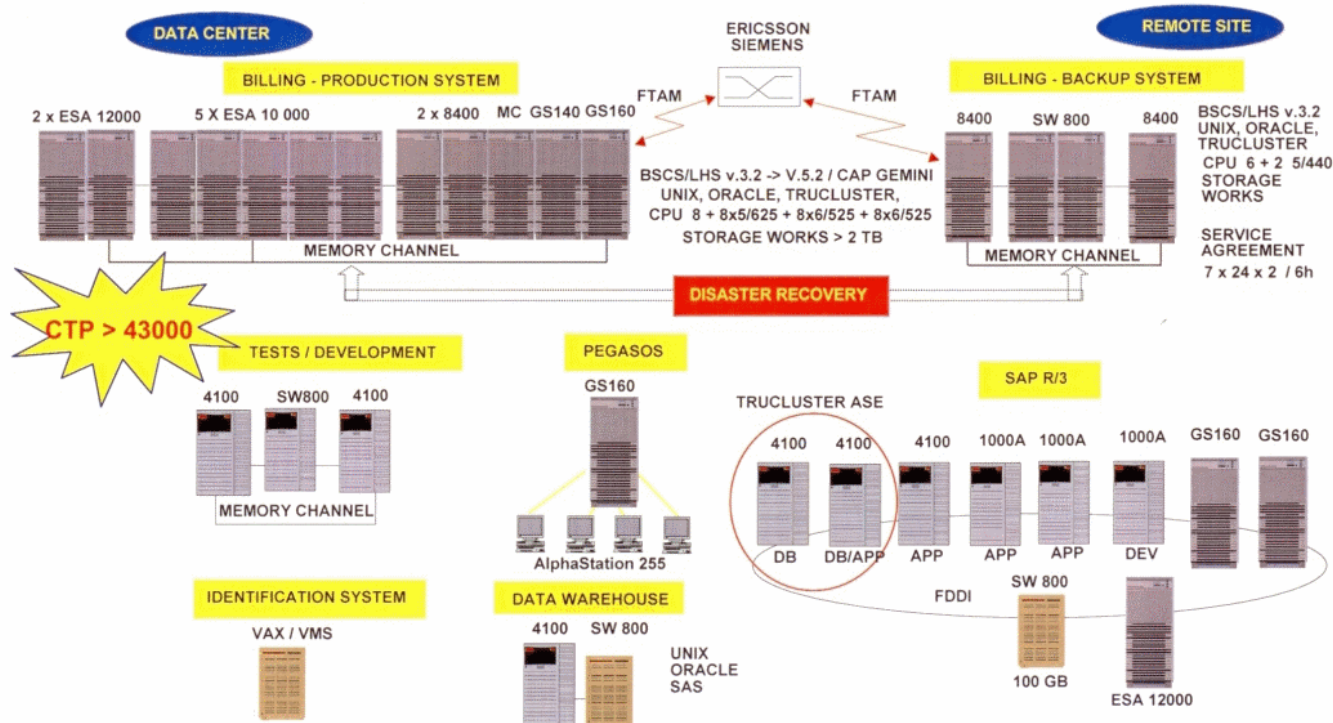 DATA CENTER
REMOTE SITE
ERICSSON
SIEMENS
BILLING - PRODUCTION SYSTEM
BILLING - BACKUP SYSTEM
FTAM
FTAM
2 x ESA 12000
5 X ESA 10 000
2 x 8400
MC GS140 GS160
8400
SW 800
8400
BSCS/LHS v.3.2
UNIX, ORACLE,
TRUCLUSTER
CPU 6 + 2 5/440
STORAGE
WORKS
SERVICE
AGREEMENT
7 x 24 x 2 / 6h
BSCS/LHS v.3.2 -> V.5.2 / CAP GEMINI
UNIX, ORACLE, TRUCLUSTER,
CPU 8 + 8x5/625 + 8x6/525 + 8x6/525
STORAGE WORKS > 2 TB
MEMORY CHANNEL
MEMORY CHANNEL
DISASTER RECOVERY
CTP > 43000
TESTS / DEVELOPMENT
4100
SW800
4100
MEMORY CHANNEL
PEGASOS
GS160
AlphaStation 255
SAP R/3
TRUCLUSTER ASE
4100
4100
4100
1000A
1000A
1000A
GS160
GS160
DB
DB/APP
APP
APP
APP
DEV
FDDI
SW 800
100 GB
ESA 12000
IDENTIFICATION SYSTEM
VAX / VMS
DATA WAREHOUSE
4100
SW 800
UNIX
ORACLE
SAS